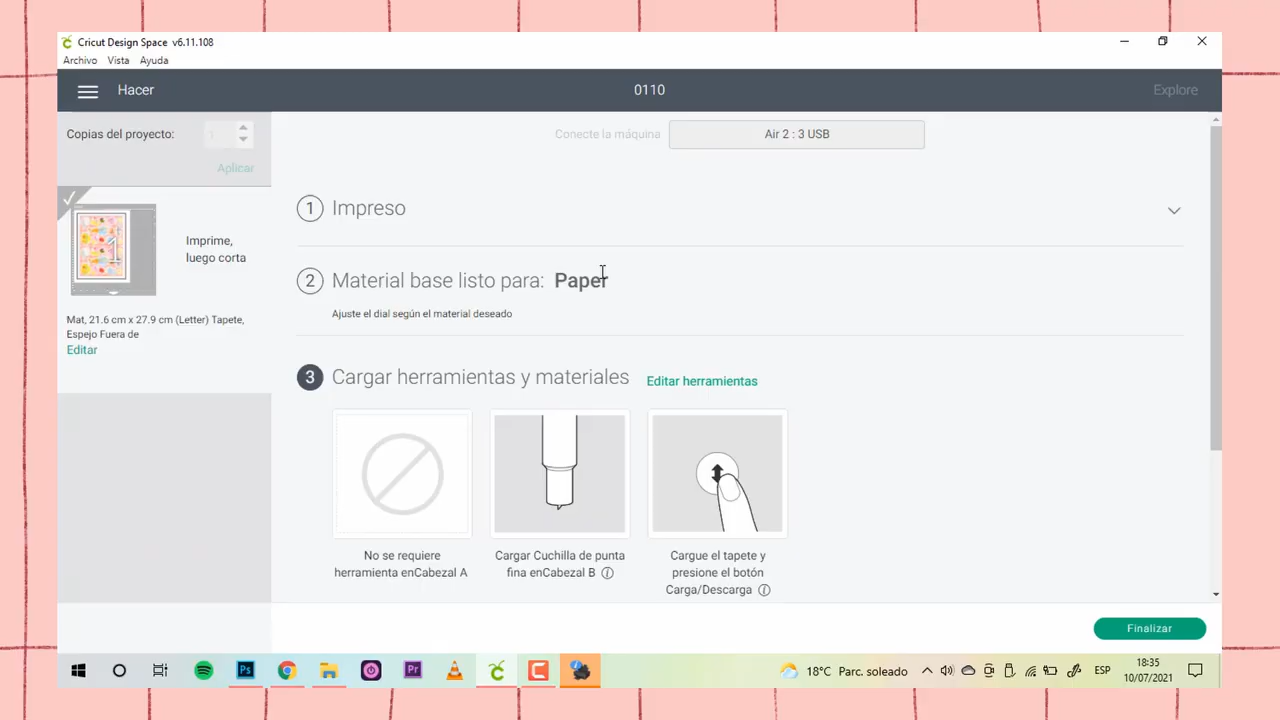 Cricut Design Space v6.11.108
Archivo Vista Ayuda
Hacer 0110 Explore
Copias del proyecto: 1
Aplicar
Conecte la máquina Air 2 : 3 USB
1
Imprime,
luego corta
Mat, 21.6 cm x 27.9 cm (Letter) Tapete,
Espejo Fuera de
Editar
1 Impreso
2 Material base listo para: Paper
Ajuste el dial según el material deseado
3 Cargar herramientas y materiales Editar herramientas
No se requiere
herramienta enCabezal A
Cargar Cuchilla de punta
fina enCabezal B
Cargue el tapete y
presione el botón
Carga/Descarga
Finalizar
Ps
Pr
18°C Parc. soleado
ESP
18:35
10/07/2021